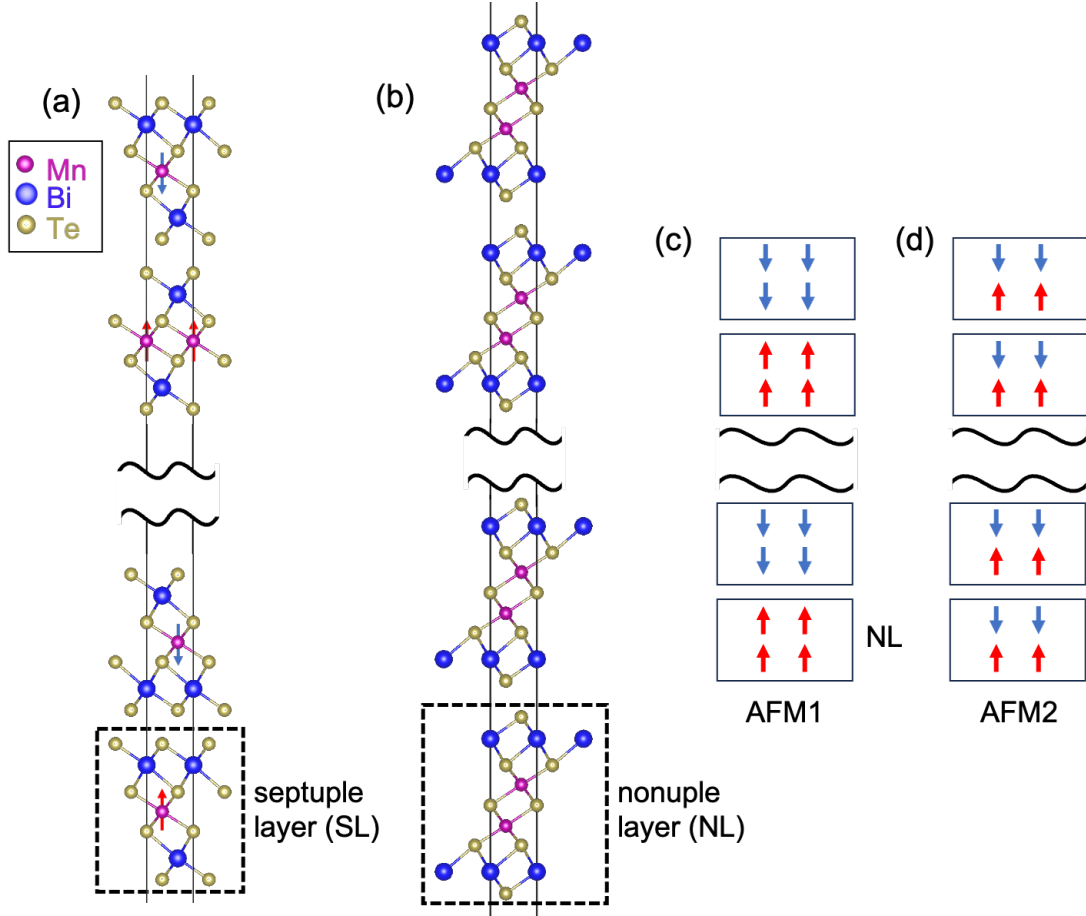 (a)
Mn
Bi
Te
septuple
layer (SL)
(b)
nonuple
layer (NL)
(c)
NL
AFM1
(d)
AFM2